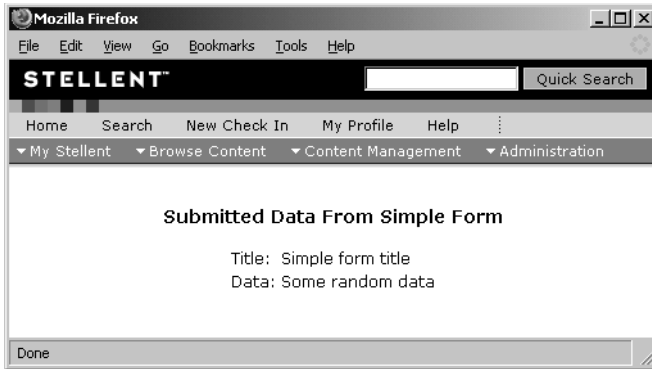 Mozilla Firefox
File Edit View Go Bookmarks Tools Help
STELLENT™ Quick Search
Home Search New Check In My Profile Help
My Stellent Browse Content Content Management Administration
Submitted Data From Simple Form
Title: Simple form title
Data: Some random data
Done